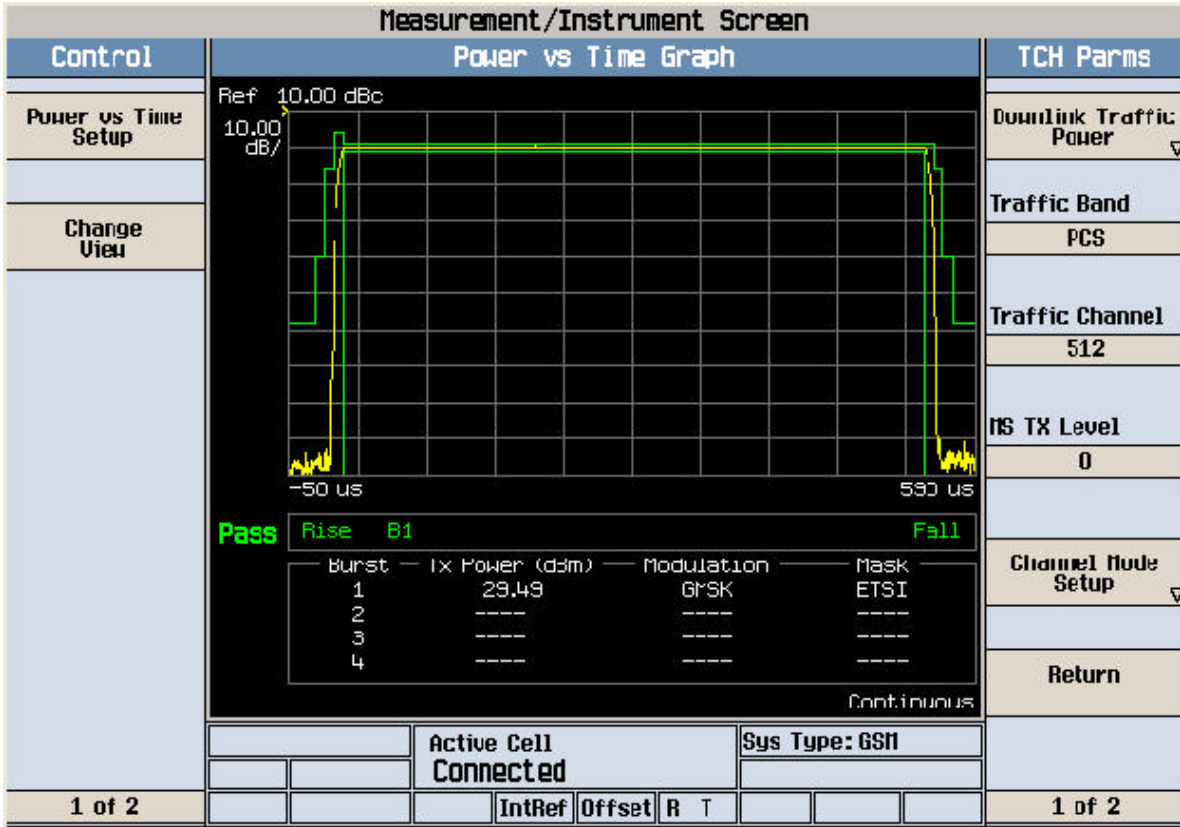 Measurement/Instrument Screen
Control
Power vs Time Graph
TCH Parms
Power vs Time
Setup
Change
View
1 of 2
Ref 10.00 dBc
10.00
dB/
-50 us
590 us
Pass
Rise B1 Fall
Burst Tx Power (dBm) Modulation Mask
1 29.49 GMSK ETSI
2 ---- ---- ----
3 ---- ---- ----
4 ---- ---- ----
Continuous
Active Cell
Connected
Sys Type: GSM
IntRef Offset R T
Downlink Traffic
Power
Traffic Band
PCS
Traffic Channel
512
MS TX Level
0
Channel Mode
Setup
Return
1 of 2